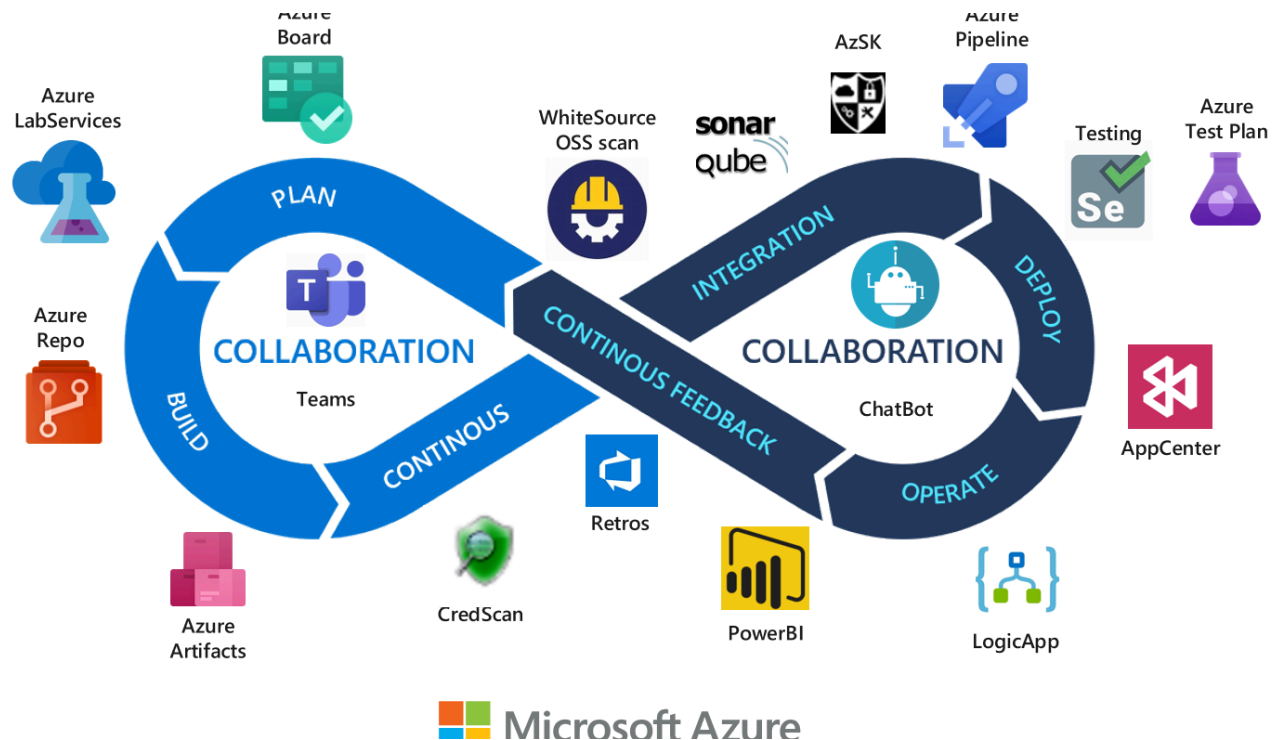 Azure
Board
Azure
LabServices
WhiteSource
OSS scan
sonar
qube
AzSK
Azure
Pipeline
Testing
Se
Azure
Test Plan
PLAN
INTEGRATION
DEPLOY
T
COLLABORATION
Teams
CONTINOUS FEEDBACK
COLLABORATION
ChatBot
Azure
Repo
BUILD
CONTINOUS
OPERATE
AppCenter
Retros
CredScan
PowerBI
LogicApp
Azure
Artifacts
Microsoft Azure